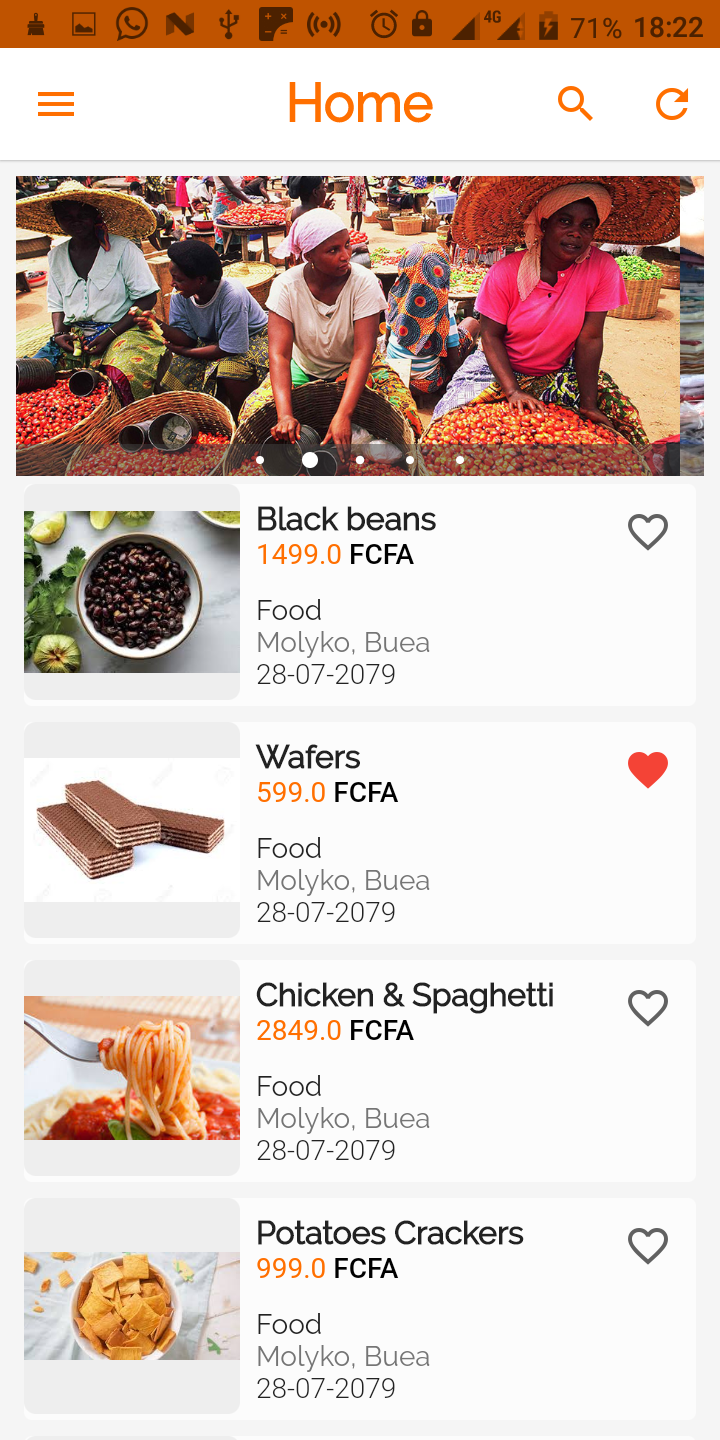 4G 71% 18:22
Home
Black beans
1499.0 FCFA
Food
Molyko, Buea
28-07-2079
Wafers
599.0 FCFA
Food
Molyko, Buea
28-07-2079
Chicken & Spaghetti
2849.0 FCFA
Food
Molyko, Buea
28-07-2079
Potatoes Crackers
999.0 FCFA
Food
Molyko, Buea
28-07-2079